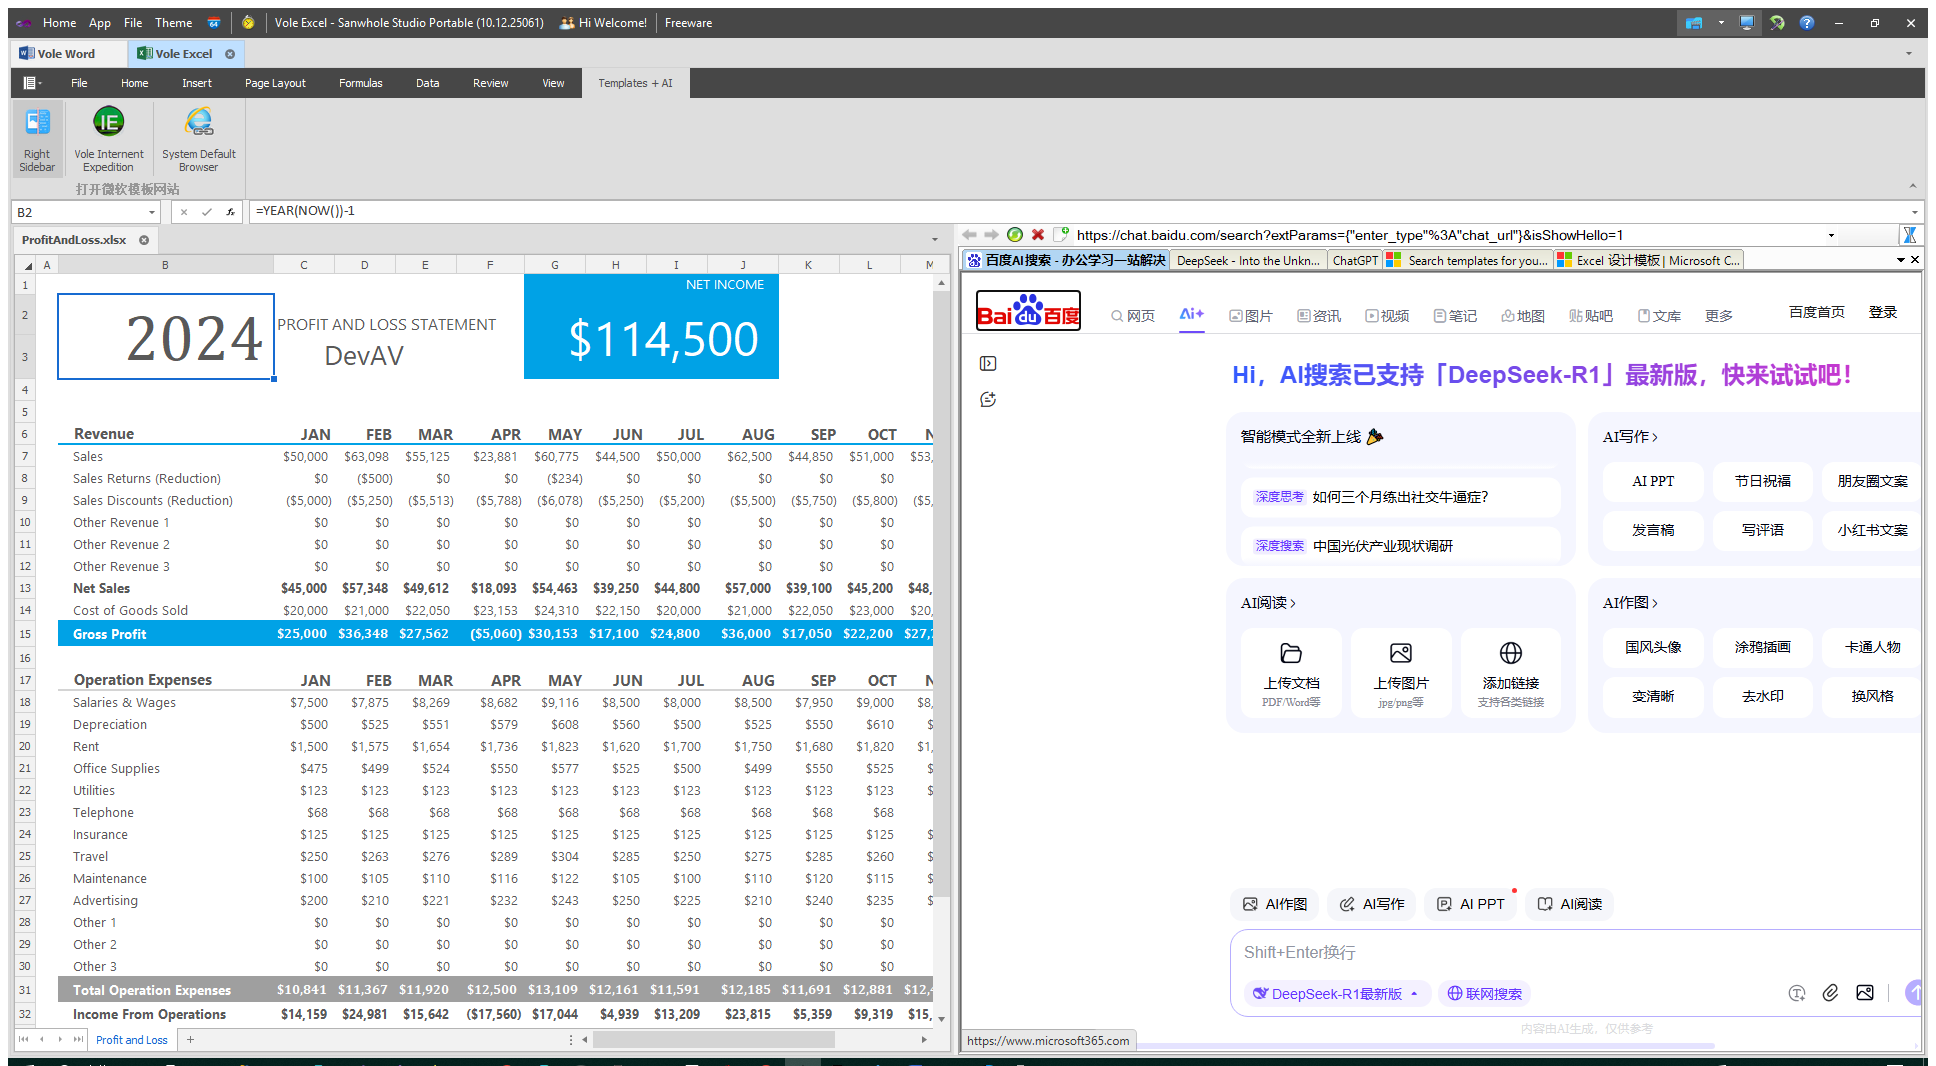 Home App File Theme 64 Vole Excel - Sanwhole Studio Portable (10.12.25061) Hi Welcome! Freeware
Vole Word Vole Excel
File Home Insert Page Layout Formulas Data Review View Templates + AI
Right Sidebar
Vole Internent Expedition
System Default Browser
打开微软模板网站
B2 =YEAR(NOW())-1
ProfitAndLoss.xlsx
A B C D E F G H I J K L M
1 NET INCOME
2 2024 PROFIT AND LOSS STATEMENT $114,500
3 DevAV
4
5
6 Revenue JAN FEB MAR APR MAY JUN JUL AUG SEP OCT N
7 Sales $50,000 $63,098 $55,125 $23,881 $60,775 $44,500 $50,000 $62,500 $44,850 $51,000 $53,
8 Sales Returns (Reduction) $0 ($500) $0 $0 ($234) $0 $0 $0 $0 $0
9 Sales Discounts (Reduction) ($5,000) ($5,250) ($5,513) ($5,788) ($6,078) ($5,250) ($5,200) ($5,500) ($5,750) ($5,800) ($5,
10 Other Revenue 1 $0 $0 $0 $0 $0 $0 $0 $0 $0 $0
11 Other Revenue 2 $0 $0 $0 $0 $0 $0 $0 $0 $0 $0
12 Other Revenue 3 $0 $0 $0 $0 $0 $0 $0 $0 $0 $0
13 Net Sales $45,000 $57,348 $49,612 $18,093 $54,463 $39,250 $44,800 $57,000 $39,100 $45,200 $48,
14 Cost of Goods Sold $20,000 $21,000 $22,050 $23,153 $24,310 $22,150 $20,000 $21,000 $22,050 $23,000 $20,
15 Gross Profit $25,000 $36,348 $27,562 ($5,060) $30,153 $17,100 $24,800 $36,000 $17,050 $22,200 $27,
16
17 Operation Expenses JAN FEB MAR APR MAY JUN JUL AUG SEP OCT N
18 Salaries & Wages $7,500 $7,875 $8,269 $8,682 $9,116 $8,500 $8,000 $8,500 $7,950 $9,000 $8,
19 Depreciation $500 $525 $551 $579 $608 $560 $500 $525 $550 $610 $
20 Rent $1,500 $1,575 $1,654 $1,736 $1,823 $1,620 $1,700 $1,750 $1,680 $1,820 $1,
21 Office Supplies $475 $499 $524 $550 $577 $525 $500 $499 $550 $525 $
22 Utilities $123 $123 $123 $123 $123 $123 $123 $123 $123 $123 $
23 Telephone $68 $68 $68 $68 $68 $68 $68 $68 $68 $68
24 Insurance $125 $125 $125 $125 $125 $125 $125 $125 $125 $125 $
25 Travel $250 $263 $276 $289 $304 $285 $250 $275 $285 $260 $
26 Maintenance $100 $105 $110 $116 $122 $105 $100 $110 $120 $115 $
27 Advertising $200 $210 $221 $232 $243 $250 $225 $210 $240 $235 $
28 Other 1 $0 $0 $0 $0 $0 $0 $0 $0 $0 $0
29 Other 2 $0 $0 $0 $0 $0 $0 $0 $0 $0 $0
30 Other 3 $0 $0 $0 $0 $0 $0 $0 $0 $0 $0
31 Total Operation Expenses $10,841 $11,367 $11,920 $12,500 $13,109 $12,161 $11,591 $12,185 $11,691 $12,881 $12,
32 Income From Operations $14,159 $24,981 $15,642 ($17,560) $17,044 $4,939 $13,209 $23,815 $5,359 $9,319 $15,
Profit and Loss
https://chat.baidu.com/search?extParams={"enter_type"%3A"chat_url"}&isShowHello=1
百度AI搜索 - 办公学习一站解决 DeepSeek - Into the Unkn... ChatGPT Search templates for you... Excel 设计模板 | Microsoft C...
Bai du 百度 网页 Ai+ 图片 资讯 视频 笔记 地图 贴吧 文库 更多 百度首页 登录
Hi，AI搜索已支持「DeepSeek-R1」最新版，快来试试吧！
智能模式全新上线
深度思考 如何三个月练出社交牛逼症?
深度搜索 中国光伏产业现状调研
AI写作 >
AI PPT 节日祝福 朋友圈文案
发言稿 写评语 小红书文案
AI阅读 >
上传文档 上传图片 添加链接
PDF/Word等 jpg/png等 支持各类链接
AI作图 >
国风头像 涂鸦插画 卡通人物
变清晰 去水印 换风格
AI作图 AI写作 AI PPT AI阅读
Shift+Enter换行
DeepSeek-R1最新版 联网搜索
内容由AI生成，仅供参考
https://www.microsoft365.com